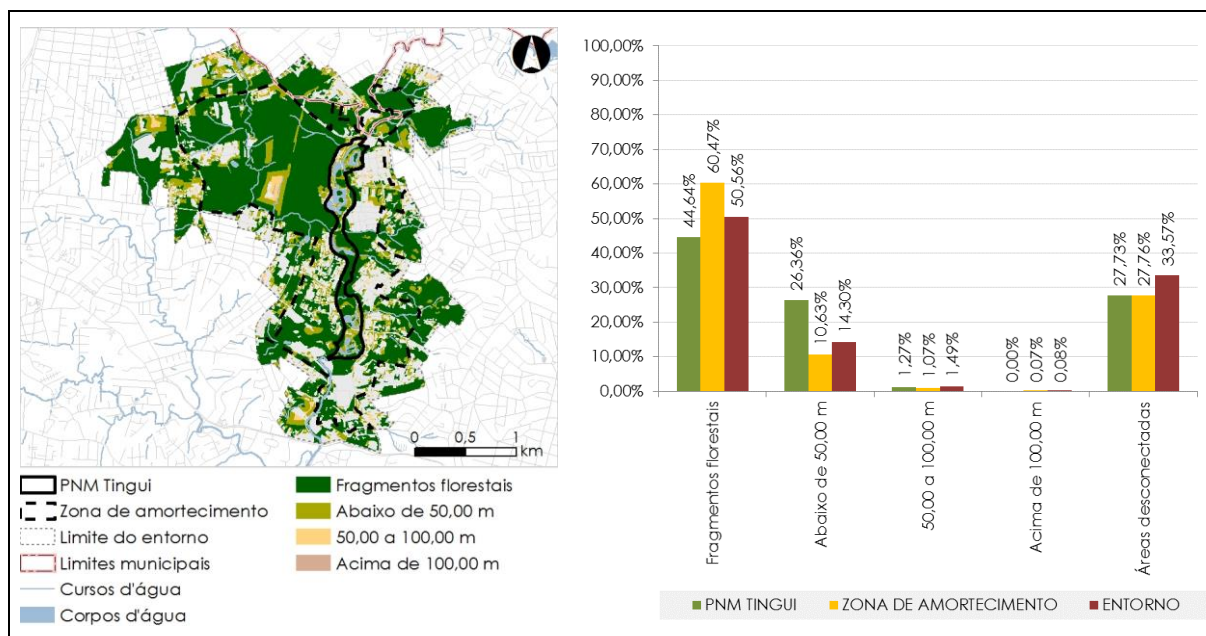 0 0,5 1
km
PNM Tingui
Zona de amortecimento
Limite do entorno
Limites municipais
Cursos d'água
Corpos d'água
Fragmentos florestais
Abaixo de 50,00 m
50,00 a 100,00 m
Acima de 100,00 m
100,00%
90,00%
80,00%
70,00%
60,00%
50,00%
40,00%
30,00%
20,00%
10,00%
0,00%
44,64%
60,47%
50,56%
26,36%
10,63%
14,30%
1,27%
1,07%
1,49%
0,00%
0,07%
0,08%
27,73%
27,76%
33,57%
Fragmentos florestais
Abaixo de 50,00 m
50,00 a 100,00 m
Acima de 100,00 m
Áreas desconectadas
PNM TINGUI ZONA DE AMORTECIMENTO ENTORNO